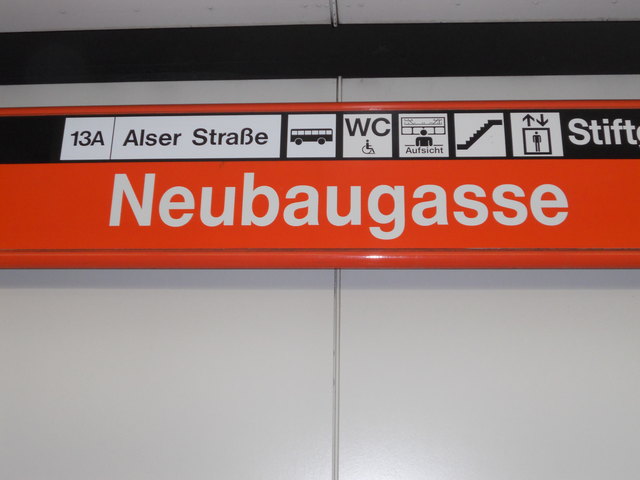 13A Alser Straße WC Aufsicht
Neubaugasse